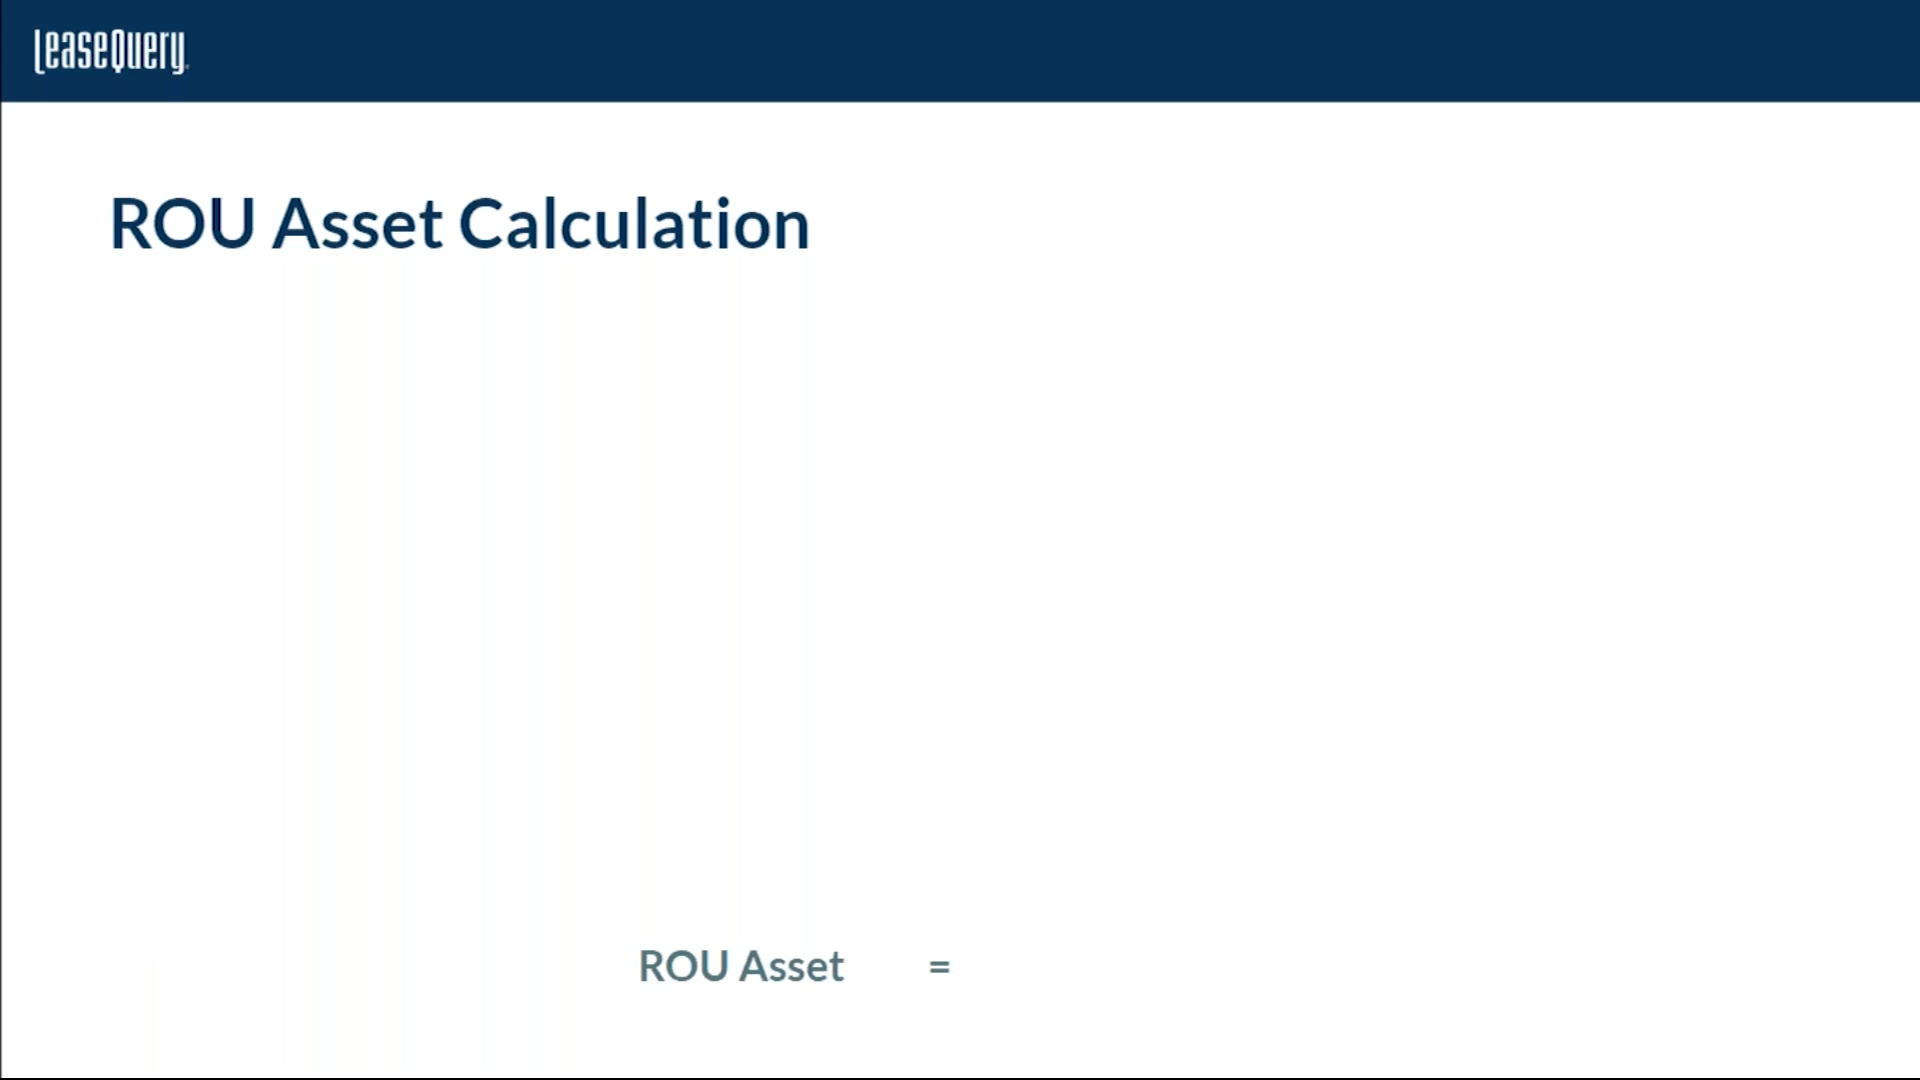 LeaseQuery
ROU Asset Calculation
ROU Asset =